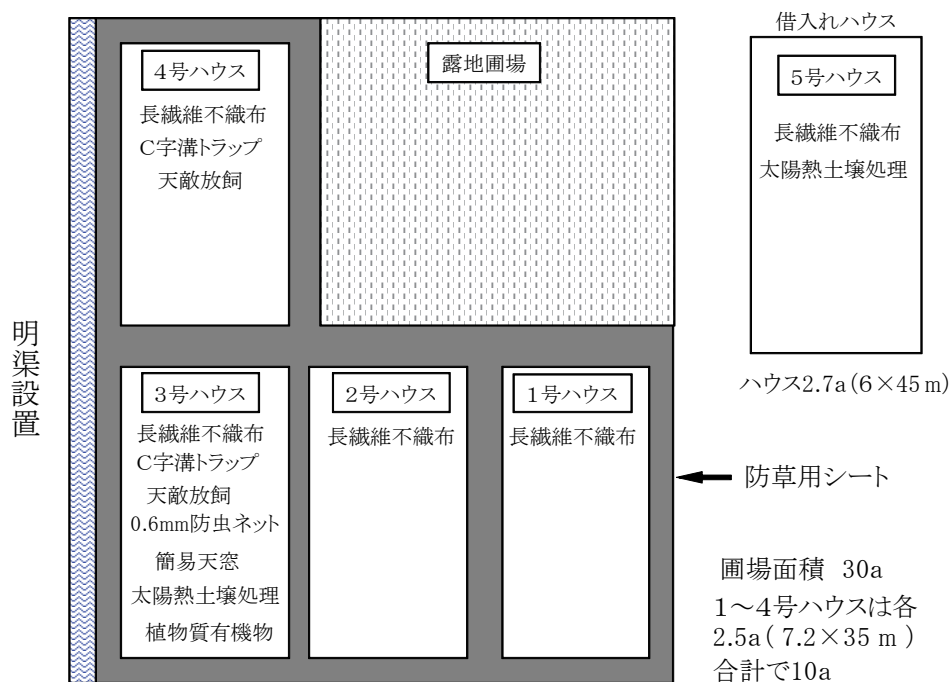 借入れハウス
4号ハウス
長繊維不織布
C字溝トラップ
天敵放飼
露地圃場
5号ハウス
長繊維不織布
太陽熱土壌処理
明渠設置
ハウス2.7a(6×45m)
3号ハウス
長繊維不織布
C字溝トラップ
天敵放飼
0.6mm防虫ネット
簡易天窓
太陽熱土壌処理
植物質有機物
2号ハウス
長繊維不織布
1号ハウス
長繊維不織布
防草用シート
圃場面積 30a
1～4号ハウスは各
2.5a(7.2×35m)
合計で10a